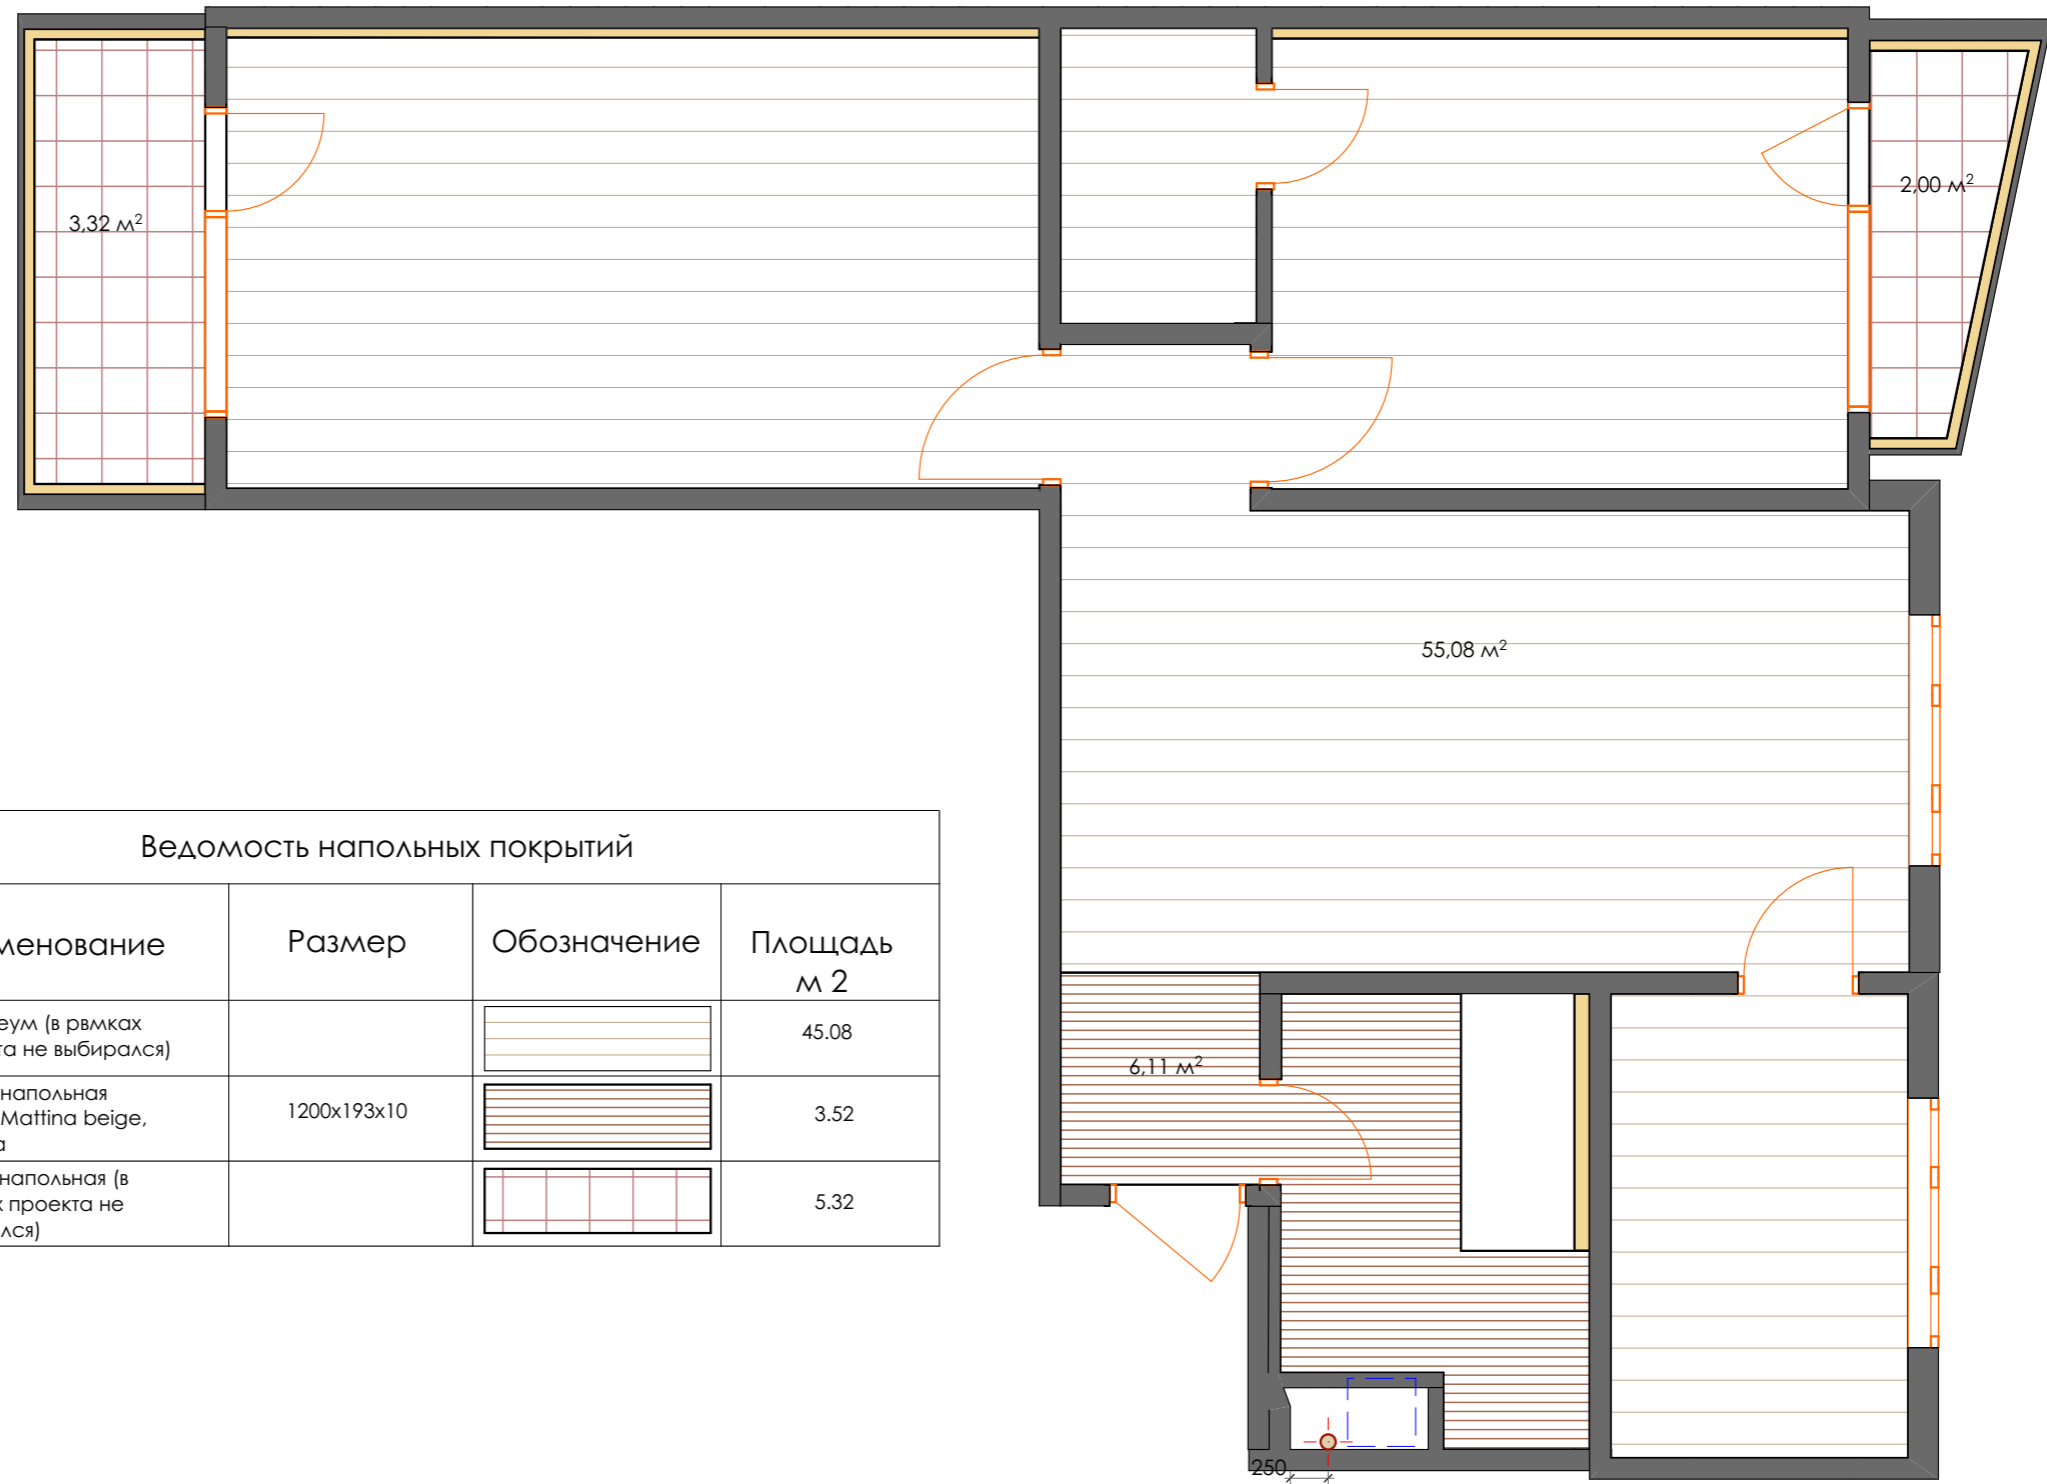 3,32 м²
2,00 м²
55,08 м²
Ведомость напольных покрытий
менование
Размер
Обозначение
Площадь
м 2
еум (в рвмках
та не выбирался)
45.08
напольная
Mattina beige,
а
1200х193х10
3.52
напольная (в
х проекта не
лся)
5.32
6,11 м²
250